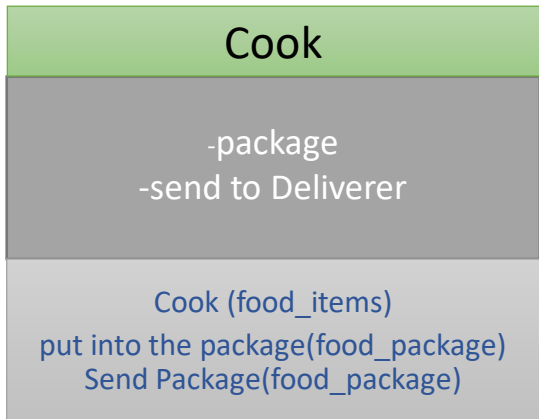 Cook
-package
-send to Deliverer
Cook (food_items)
put into the package(food_package)
Send Package(food_package)